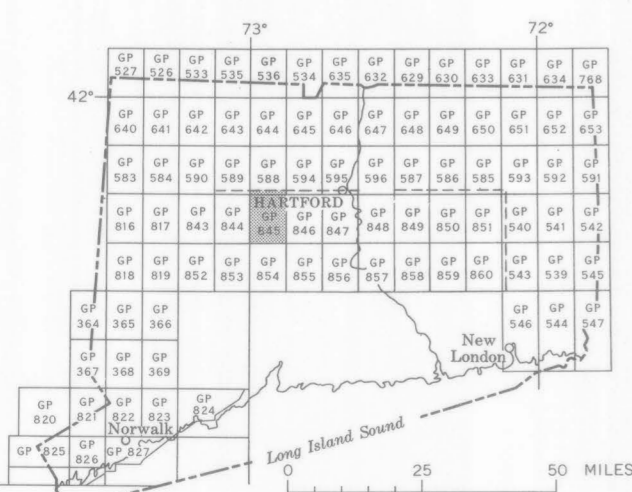 73° 72°
GP 527 GP 526 GP 533 GP 535 GP 536 GP 534 GP 635 GP 632 GP 629 GP 630 GP 633 GP 631 GP 634 GP 768
42°
GP 640 GP 641 GP 642 GP 643 GP 644 GP 645 GP 646 GP 647 GP 648 GP 649 GP 650 GP 651 GP 652 GP 653
GP 583 GP 584 GP 590 GP 589 GP 588 GP 594 GP 595 GP 596 GP 587 GP 586 GP 585 GP 593 GP 592 GP 591
HARTFORD
GP 816 GP 817 GP 843 GP 844 GP 845 GP 846 GP 847 GP 848 GP 849 GP 850 GP 851 GP 540 GP 541 GP 542
GP 818 GP 819 GP 852 GP 853 GP 854 GP 855 GP 856 GP 857 GP 858 GP 859 GP 860 GP 543 GP 539 GP 545
GP 364 GP 365 GP 366 GP 546 GP 544 GP 547
New London
GP 367 GP 368 GP 369
GP 820 GP 821 GP 822 GP 823 GP 824
Norwalk
GP 825 GP 826 GP 827
Long Island Sound
0 25 50 MILES